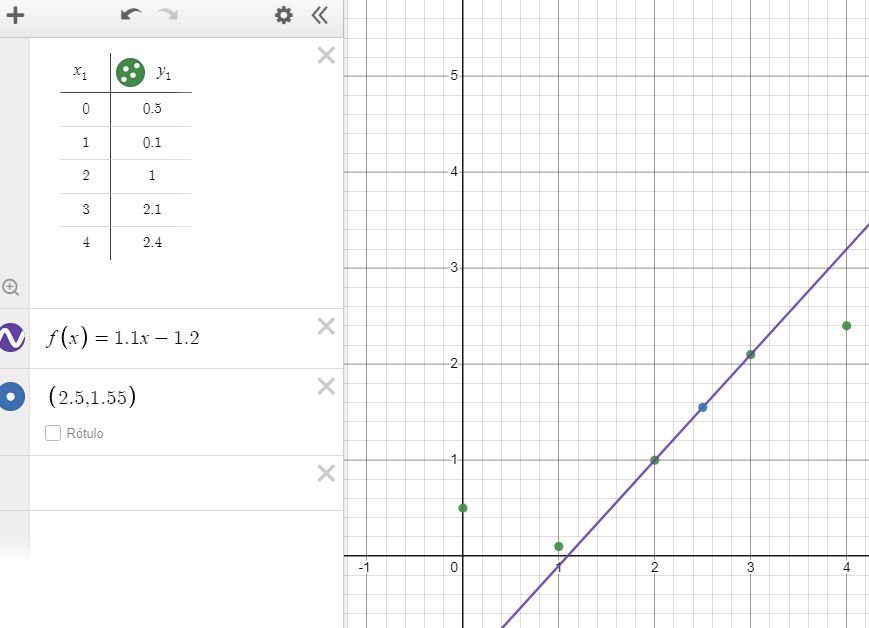 x₁ y₁
0 0.5
1 0.1
2 1
3 2.1
4 2.4
f(x) = 1.1x − 1.2
(2.5,1.55)
Rótulo
5
4
3
2
1
-1 0 1 2 3 4